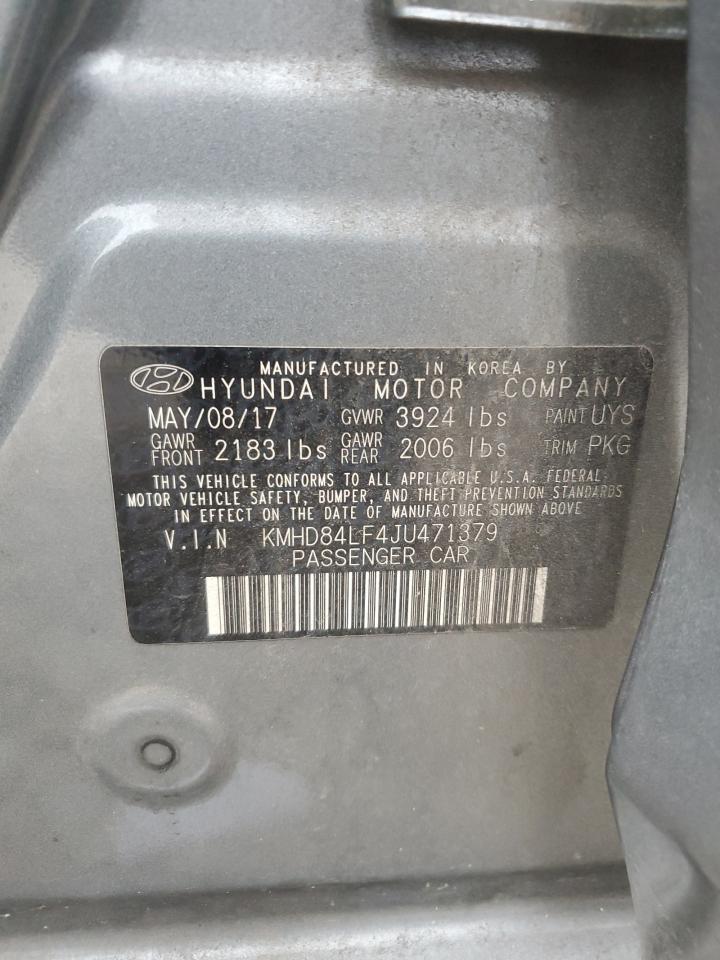 MANUFACTURED IN KOREA BY
HYUNDAI MOTOR COMPANY
MAY/08/17 GVWR 3924 lbs PAINT UYS
GAWR FRONT 2183 lbs GAWR REAR 2006 lbs TRIM PKG
THIS VEHICLE CONFORMS TO ALL APPLICABLE U.S.A. FEDERAL
MOTOR VEHICLE SAFETY, BUMPER, AND THEFT PREVENTION STANDARDS
IN EFFECT ON THE DATE OF MANUFACTURE SHOWN ABOVE
V.I.N KMHD84LF4JU471379
PASSENGER CAR